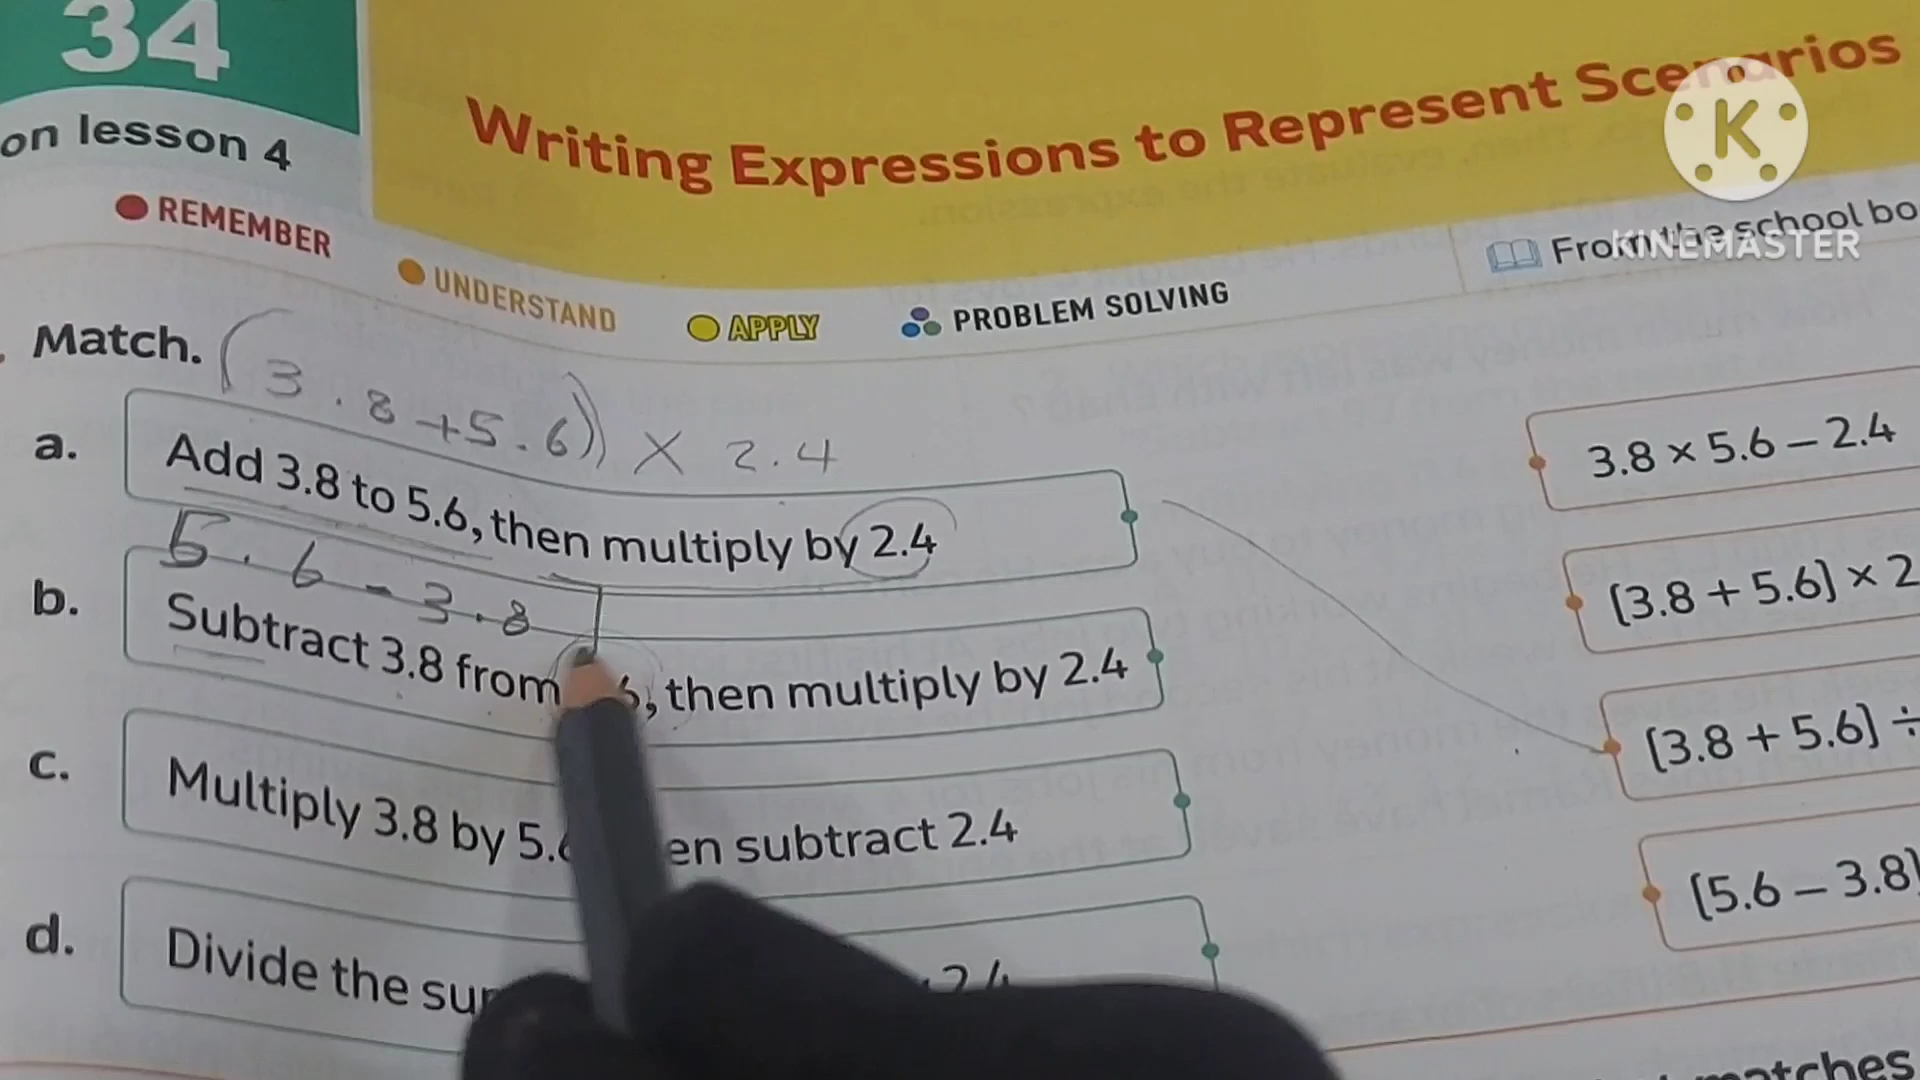 34
on lesson 4
Writing Expressions to Represent Scenarios
REMEMBER
UNDERSTAND
APPLY
PROBLEM SOLVING
From the school bo
K
KINEMASTER
Match.
(3.8+5.6)) × 2.4
a. Add 3.8 to 5.6, then multiply by 2.4
5.6 - 3.8
b. Subtract 3.8 from 6, then multiply by 2.4
c. Multiply 3.8 by 5. en subtract 2.4
d. Divide the 2.4
3.8 × 5.6 – 2.4
(3.8 + 5.6) × 2
(3.8 + 5.6) ÷
(5.6 – 3.8)
matches